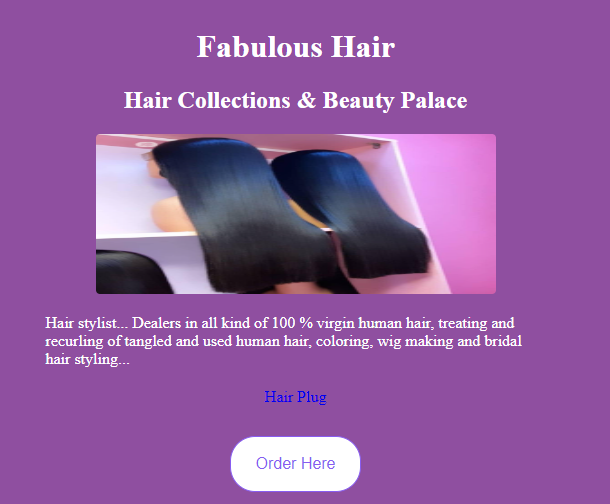 Fabulous Hair
Hair Collections & Beauty Palace
Hair stylist... Dealers in all kind of 100 % virgin human hair, treating and
recurling of tangled and used human hair, coloring, wig making and bridal
hair styling...
Hair Plug
Order Here